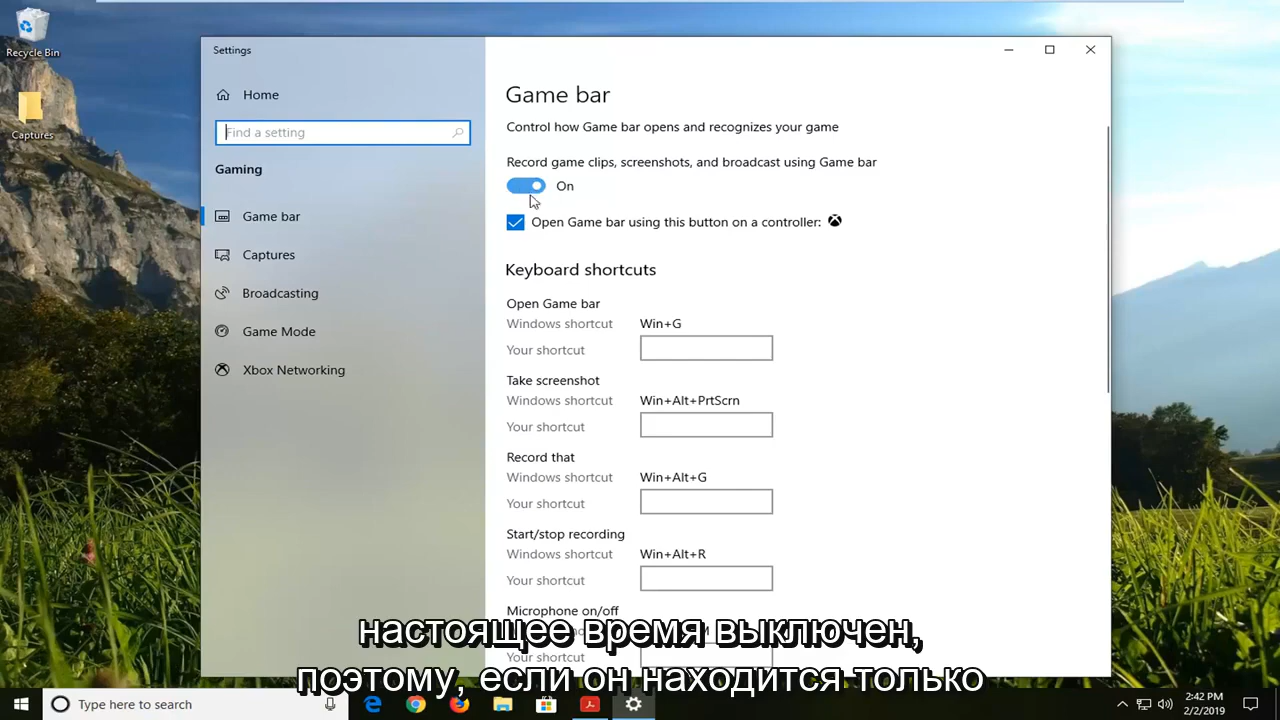 Recycle Bin
Captures
Settings
Home
Find a setting
Gaming
Game bar
Captures
Broadcasting
Game Mode
Xbox Networking
Game bar
Control how Game bar opens and recognizes your game
Record game clips, screenshots, and broadcast using Game bar
On
Open Game bar using this button on a controller:
Keyboard shortcuts
Open Game bar
Windows shortcut Win+G
Your shortcut
Take screenshot
Windows shortcut Win+Alt+PrtScrn
Your shortcut
Record that
Windows shortcut Win+Alt+G
Your shortcut
Start/stop recording
Windows shortcut Win+Alt+R
Your shortcut
Microphone on/off
Your shortcut
настоящее время выключен,
поэтому, если он находится только
Type here to search
2:42 PM
2/2/2019